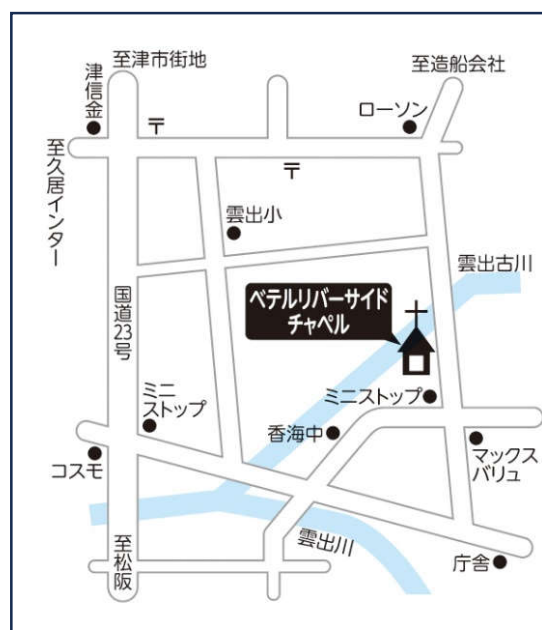 至津市街地
至造船会社
津信金
〒
ローソン
至久居インター
〒
雲出小
雲出古川
ベテルリバーサイド
チャペル
国道23号
ミニ
ストップ
ミニストップ
香海中
マックス
バリュ
コスモ
雲出川
至松阪
庁舎